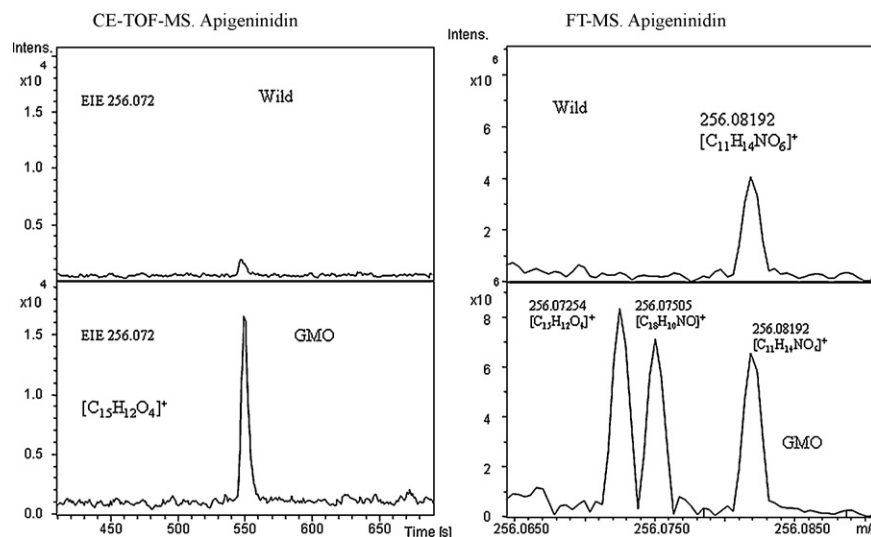 CE-TOF-MS. Apigeninidin
Intens.
4
x10
EIE 256.072
Wild
1.5
1.0
0.5
4
x10
EIE 256.072
GMO
1.5
[C₁₅H₁₂O₄]⁺
1.0
0.5
0.0
450 500 550 600 650 Time [s]
FT-MS. Apigeninidin
Intens.
6
x10
Wild
256.08192
[C₁₁H₁₄NO₆]⁺
6
4
2
0
6
x10
256.07254
[C₁₅H₁₂O₄]⁺
256.07505
[C₁₈H₁₀NO]⁺
256.08192
8
6
GMO
4
2
0
256.0650 256.0750 256.0850